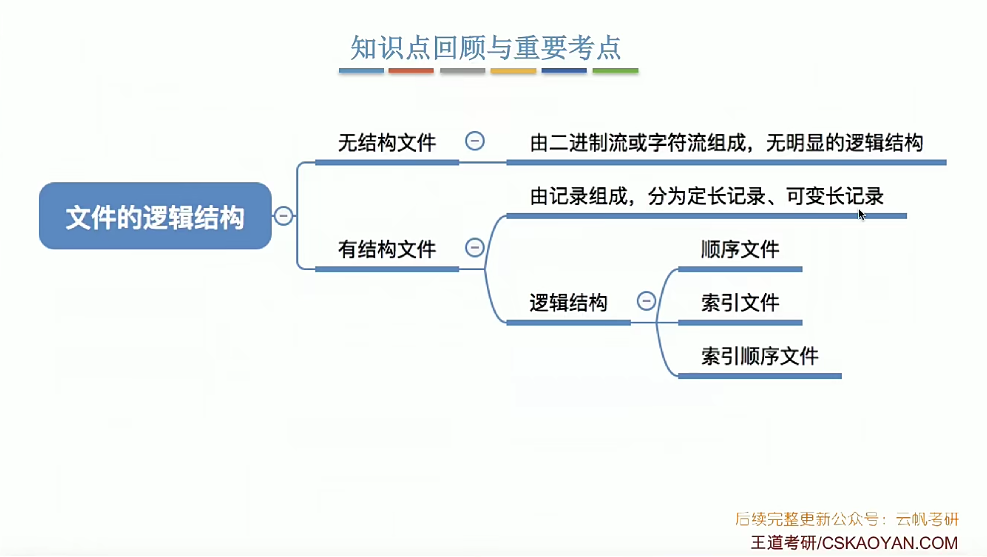 知识点回顾与重要考点
无结构文件
由二进制流或字符流组成，无明显的逻辑结构
由记录组成，分为定长记录、可变长记录
文件的逻辑结构
有结构文件
顺序文件
逻辑结构
索引文件
索引顺序文件
后续完整更新公众号：云帆考研
王道考研/CSKAOYAN.COM